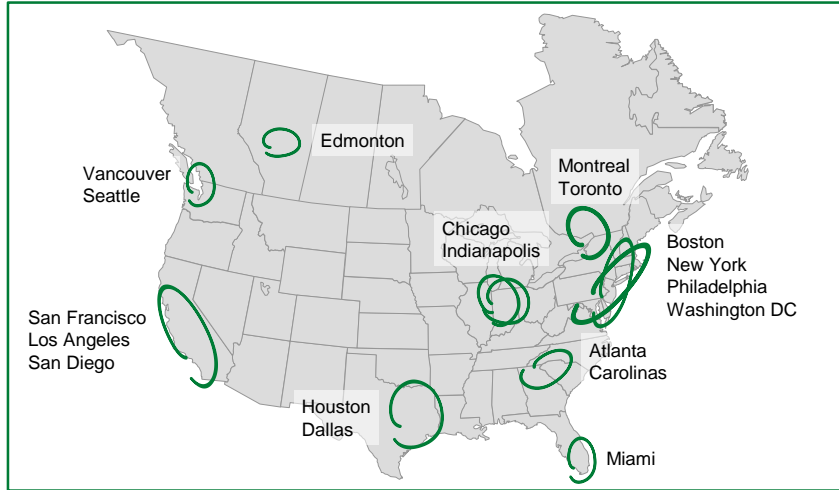 Edmonton
Vancouver
Seattle
Montreal
Toronto
Chicago
Indianapolis
Boston
New York
Philadelphia
Washington DC
San Francisco
Los Angeles
San Diego
Atlanta
Carolinas
Houston
Dallas
Miami